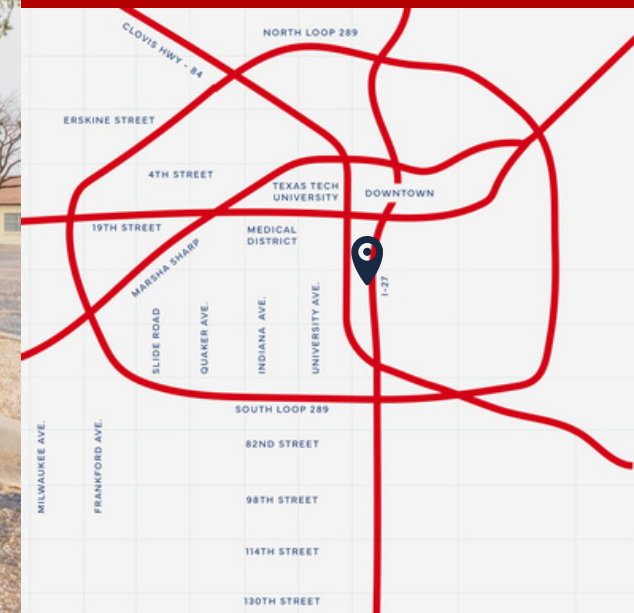 CLOVIS HWY - 84
NORTH LOOP 289
ERSKINE STREET
4TH STREET
TEXAS TECH
UNIVERSITY
DOWNTOWN
19TH STREET
MEDICAL
DISTRICT
MARSHA SHARP
I-27
SLIDE ROAD
QUAKER AVE.
INDIANA AVE.
UNIVERSITY AVE.
SOUTH LOOP 289
MILWAUKEE AVE.
FRANKFORD AVE.
82ND STREET
98TH STREET
114TH STREET
130TH STREET